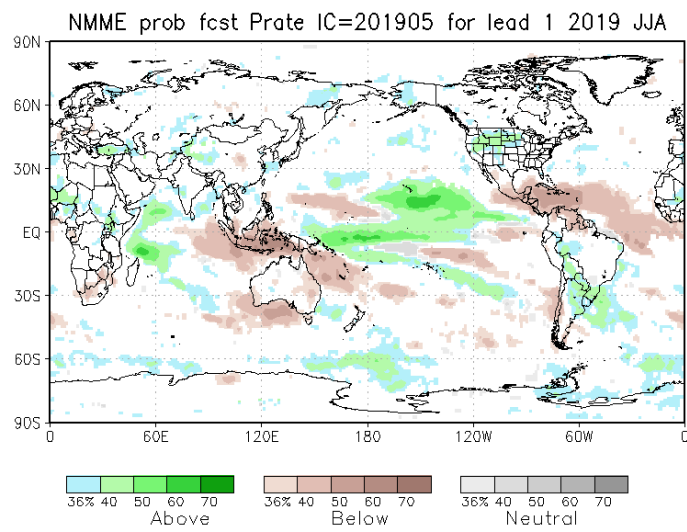 NMME prob fcst Prate IC=201905 for lead 1 2019 JJA
90N
60N
30N
EQ
30S
60S
90S
0 60E 120E 180 120W 60W 0
36% 40 50 60 70
Above
36% 40 50 60 70
Below
36% 40 50 60 70
Neutral